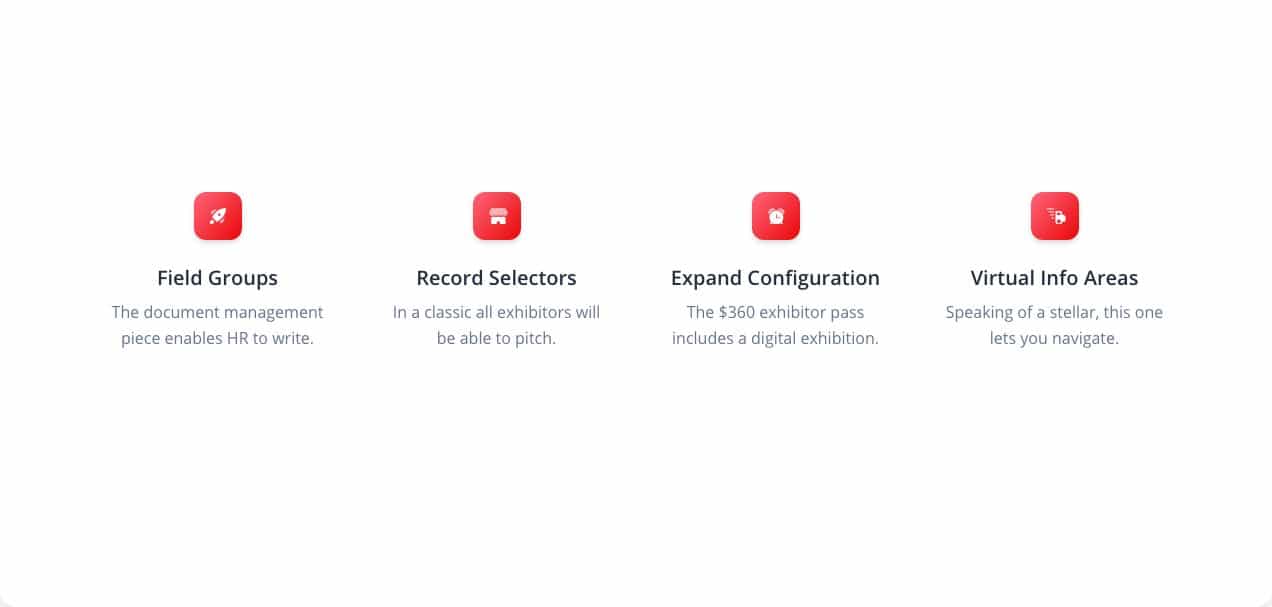 Field Groups
The document management
piece enables HR to write.
Record Selectors
In a classic all exhibitors will
be able to pitch.
Expand Configuration
The $360 exhibitor pass
includes a digital exhibition.
Virtual Info Areas
Speaking of a stellar, this one
lets you navigate.